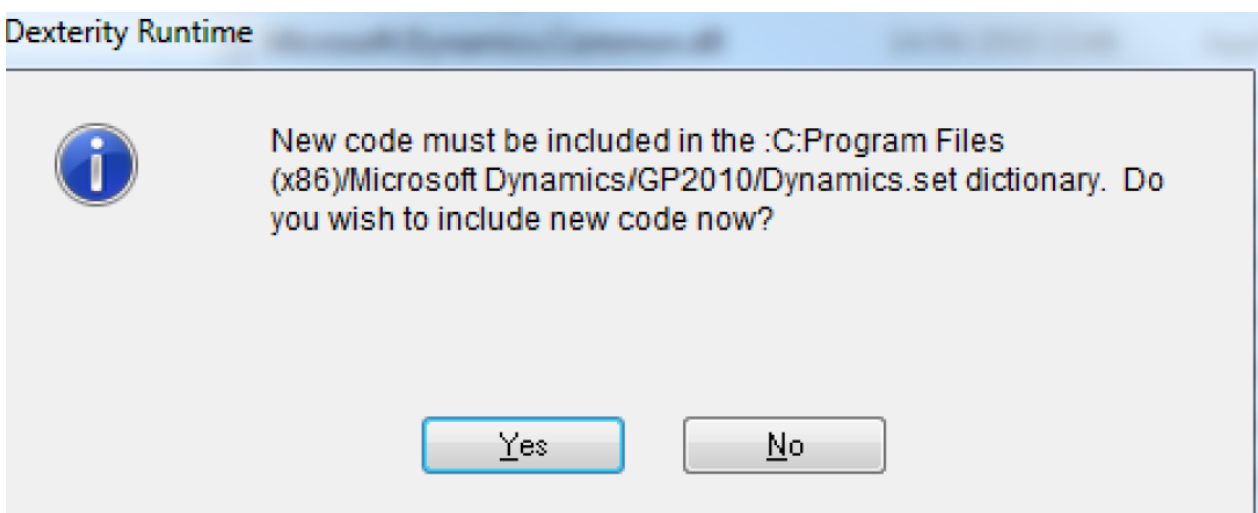 Dexterity Runtime
New code must be included in the :C:Program Files
(x86)/Microsoft Dynamics/GP2010/Dynamics.set dictionary.  Do
you wish to include new code now?
Yes
No